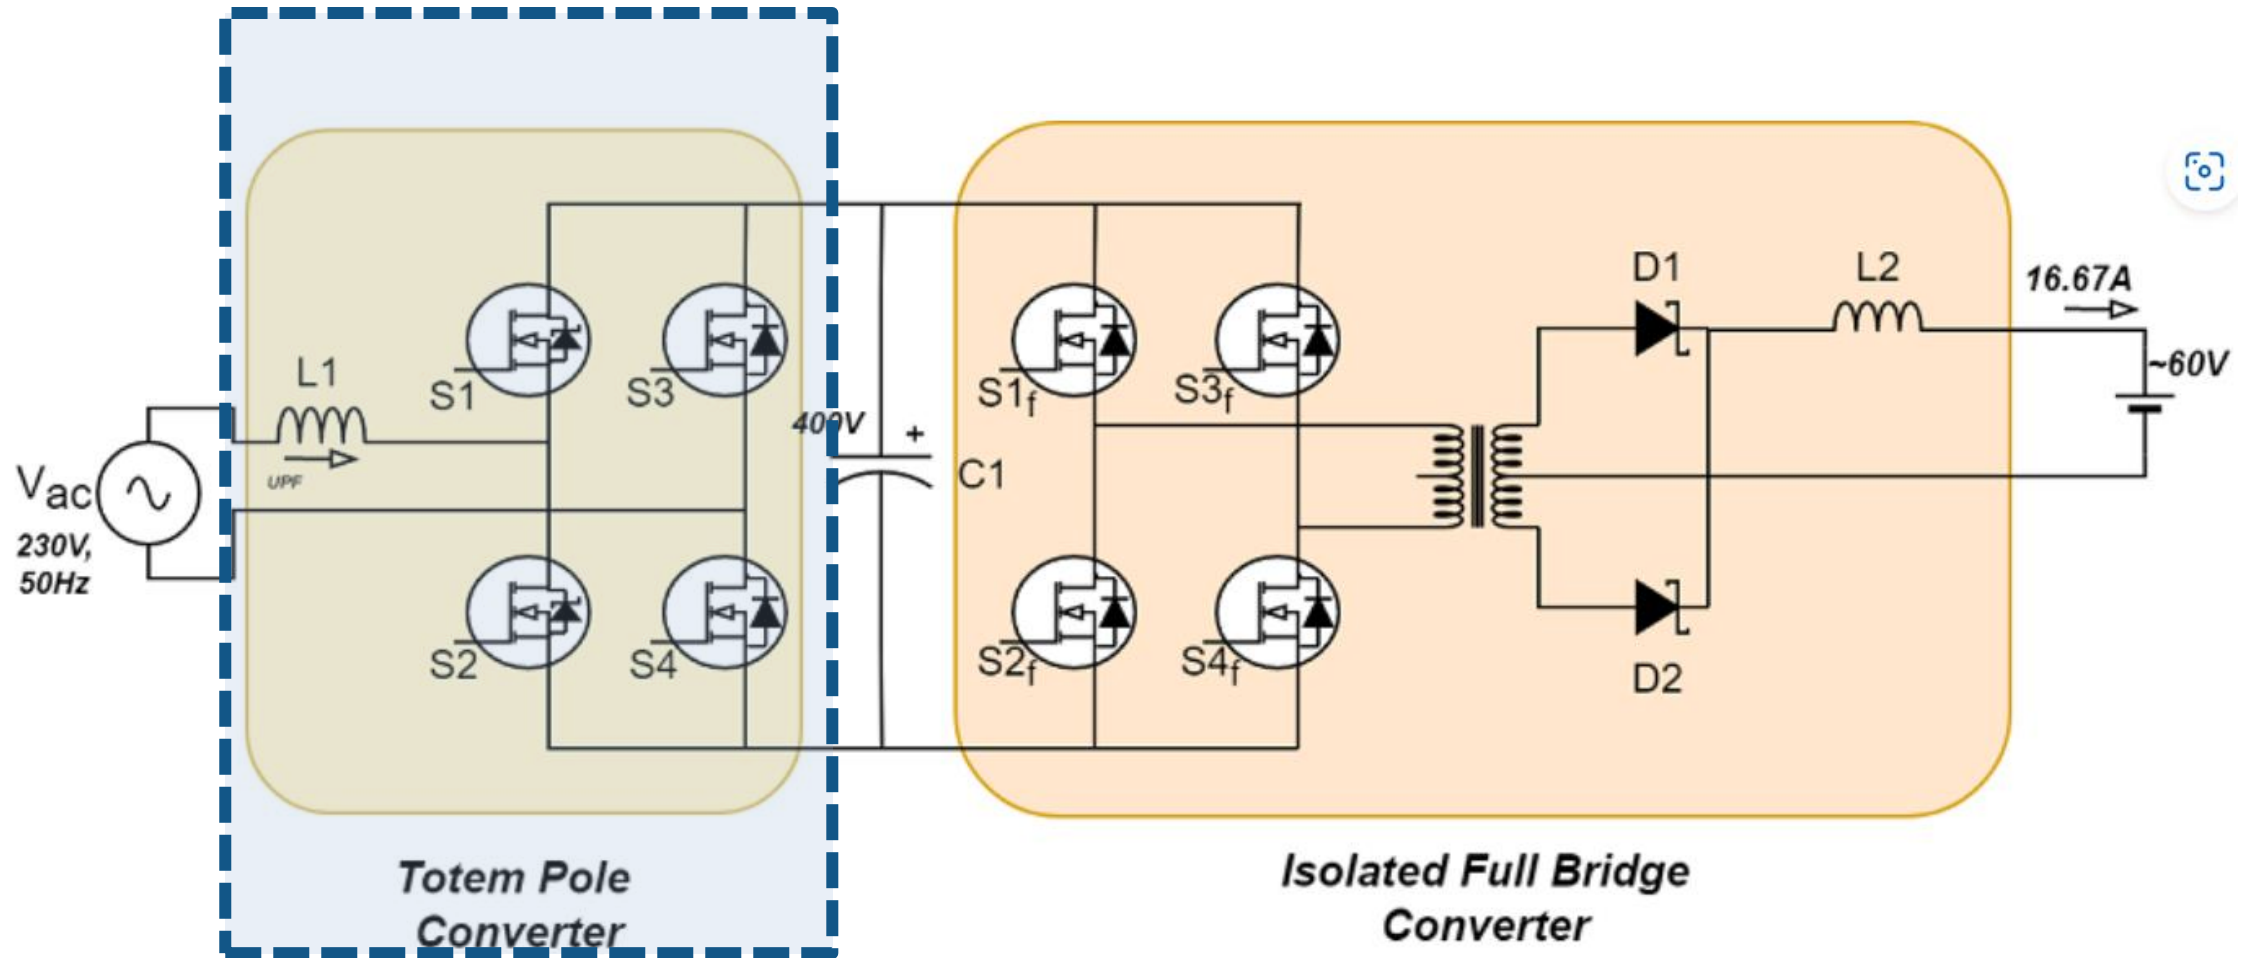 D1
L2
16.67A
~60V
L1
S1
S3
S1f
S3f
400V
+
UPF
C1
Vac
230V,
50Hz
S2
S4
S2f
S4f
D2
Totem Pole
Converter
Isolated Full Bridge
Converter